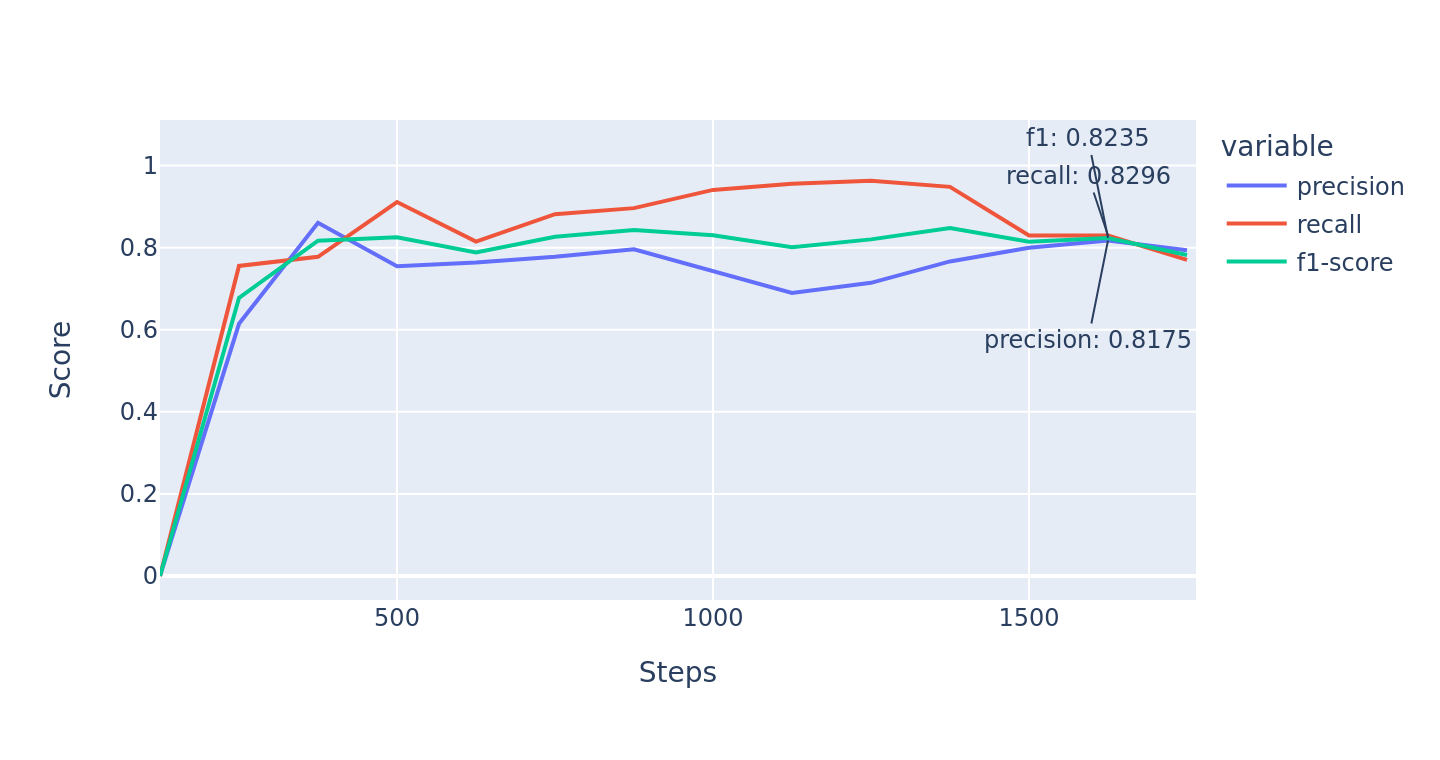 f1: 0.8235
recall: 0.8296
precision: 0.8175
variable
precision
recall
f1-score
1
0.8
0.6
0.4
0.2
0
Score
500
1000
1500
Steps